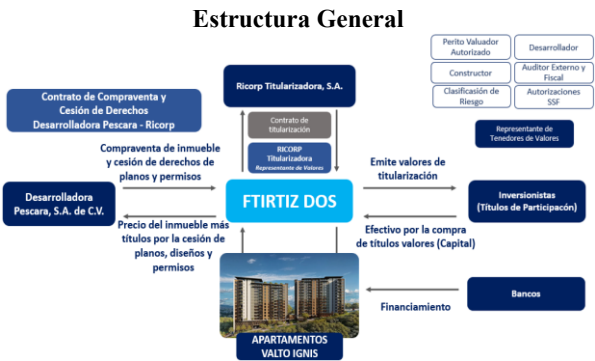 Estructura General
Perito Valuador
Autorizado
Desarrollador
Constructor
Auditor Externo y
Fiscal
Clasificación de
Riesgo
Autorizaciones
SSF
Representante de
Tenedores de Valores
Ricorp Titularizadora, S.A.
Contrato de Compraventa y
Cesión de Derechos
Desarrolladora Pescara - Ricorp
Contrato de
titularización
RICORP
Titularizadora
Representante de Valores
Compraventa de inmueble
y cesión de derechos de
planos y permisos
Emite valores de
titularización
Desarrolladora
Pescara, S.A. de C.V.
FTIRTIZ DOS
Inversionistas
(Títulos de Participacón)
Precio del inmueble más
títulos por la cesión de
planos, diseños y
permisos
Efectivo por la compra
de títulos valores (Capital)
Financiamiento
Bancos
APARTAMENTOS
VALTO IGNIS